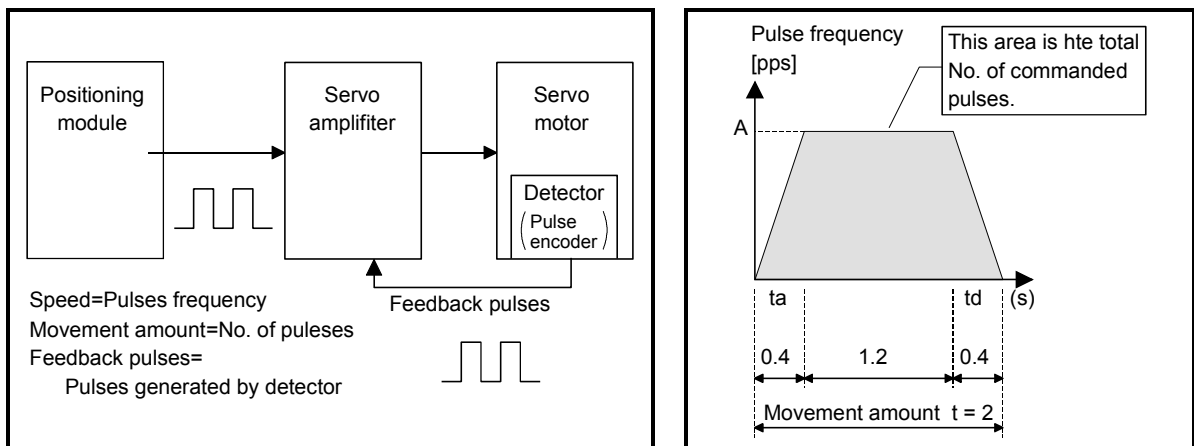 Positioning
module
Servo
amplifiter
Servo
motor
Detector
(Pulse
encoder)
Feedback pulses
Speed=Pulses frequency
Movement amount=No. of puleses
Feedback pulses=
Pulses generated by detector
Pulse frequency
[pps]
This area is hte total
No. of commanded
pulses.
A
ta
td
(s)
0.4
1.2
0.4
Movement amount t = 2